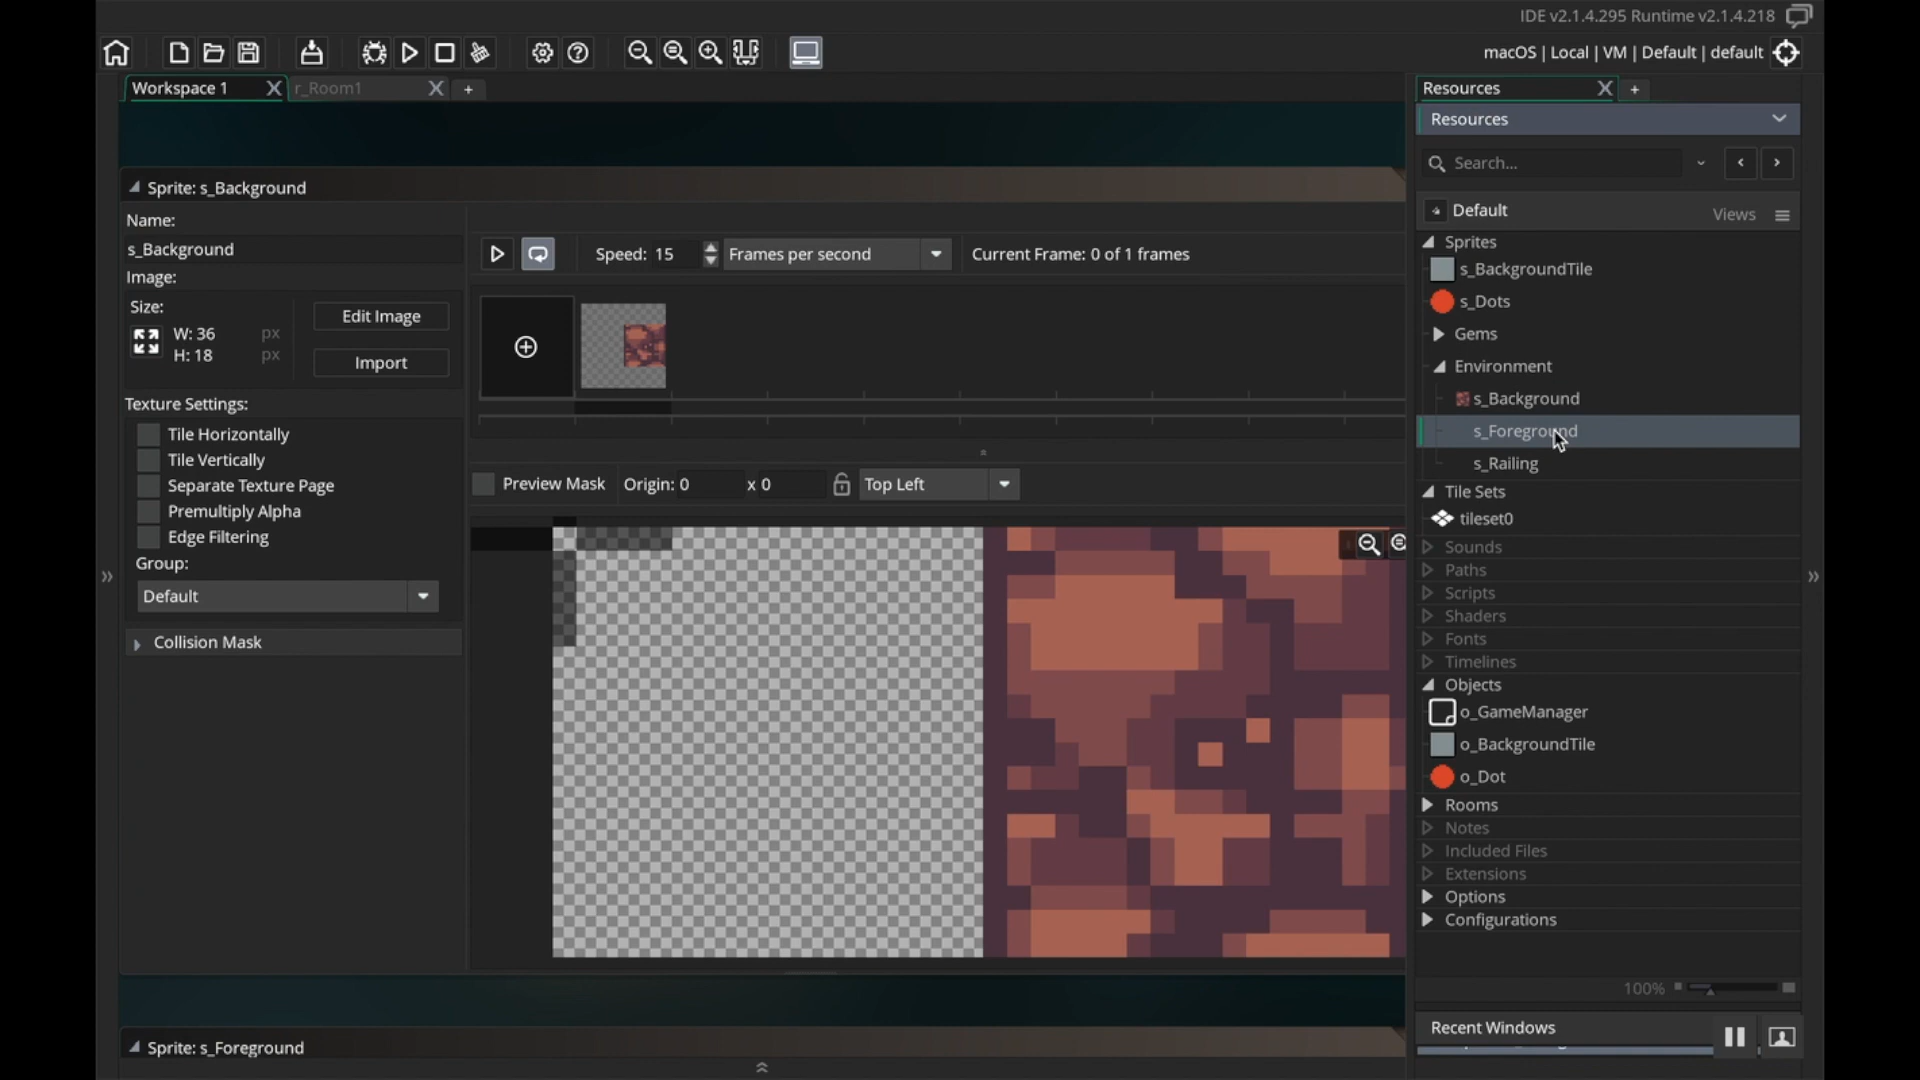 IDE v2.1.4.295 Runtime v2.1.4.218
macOS | Local | VM | Default | default
Workspace 1
r_Room1
Resources
Resources
Search...
Default
Views
Sprite: s_Background
Name:
s_Background
Image:
Size:
W: 36 px
H: 18 px
Edit Image
Import
Texture Settings:
Tile Horizontally
Tile Vertically
Separate Texture Page
Premultiply Alpha
Edge Filtering
Group:
Default
Collision Mask
Speed: 15
Frames per second
Current Frame: 0 of 1 frames
Preview Mask
Origin: 0 x 0
Top Left
Sprites
s_BackgroundTile
s_Dots
Gems
Environment
s_Background
s_Foreground
s_Railing
Tile Sets
tileset0
Sounds
Paths
Scripts
Shaders
Fonts
Timelines
Objects
o_GameManager
o_BackgroundTile
o_Dot
Rooms
Notes
Included Files
Extensions
Options
Configurations
100%
Recent Windows
Sprite: s_Foreground